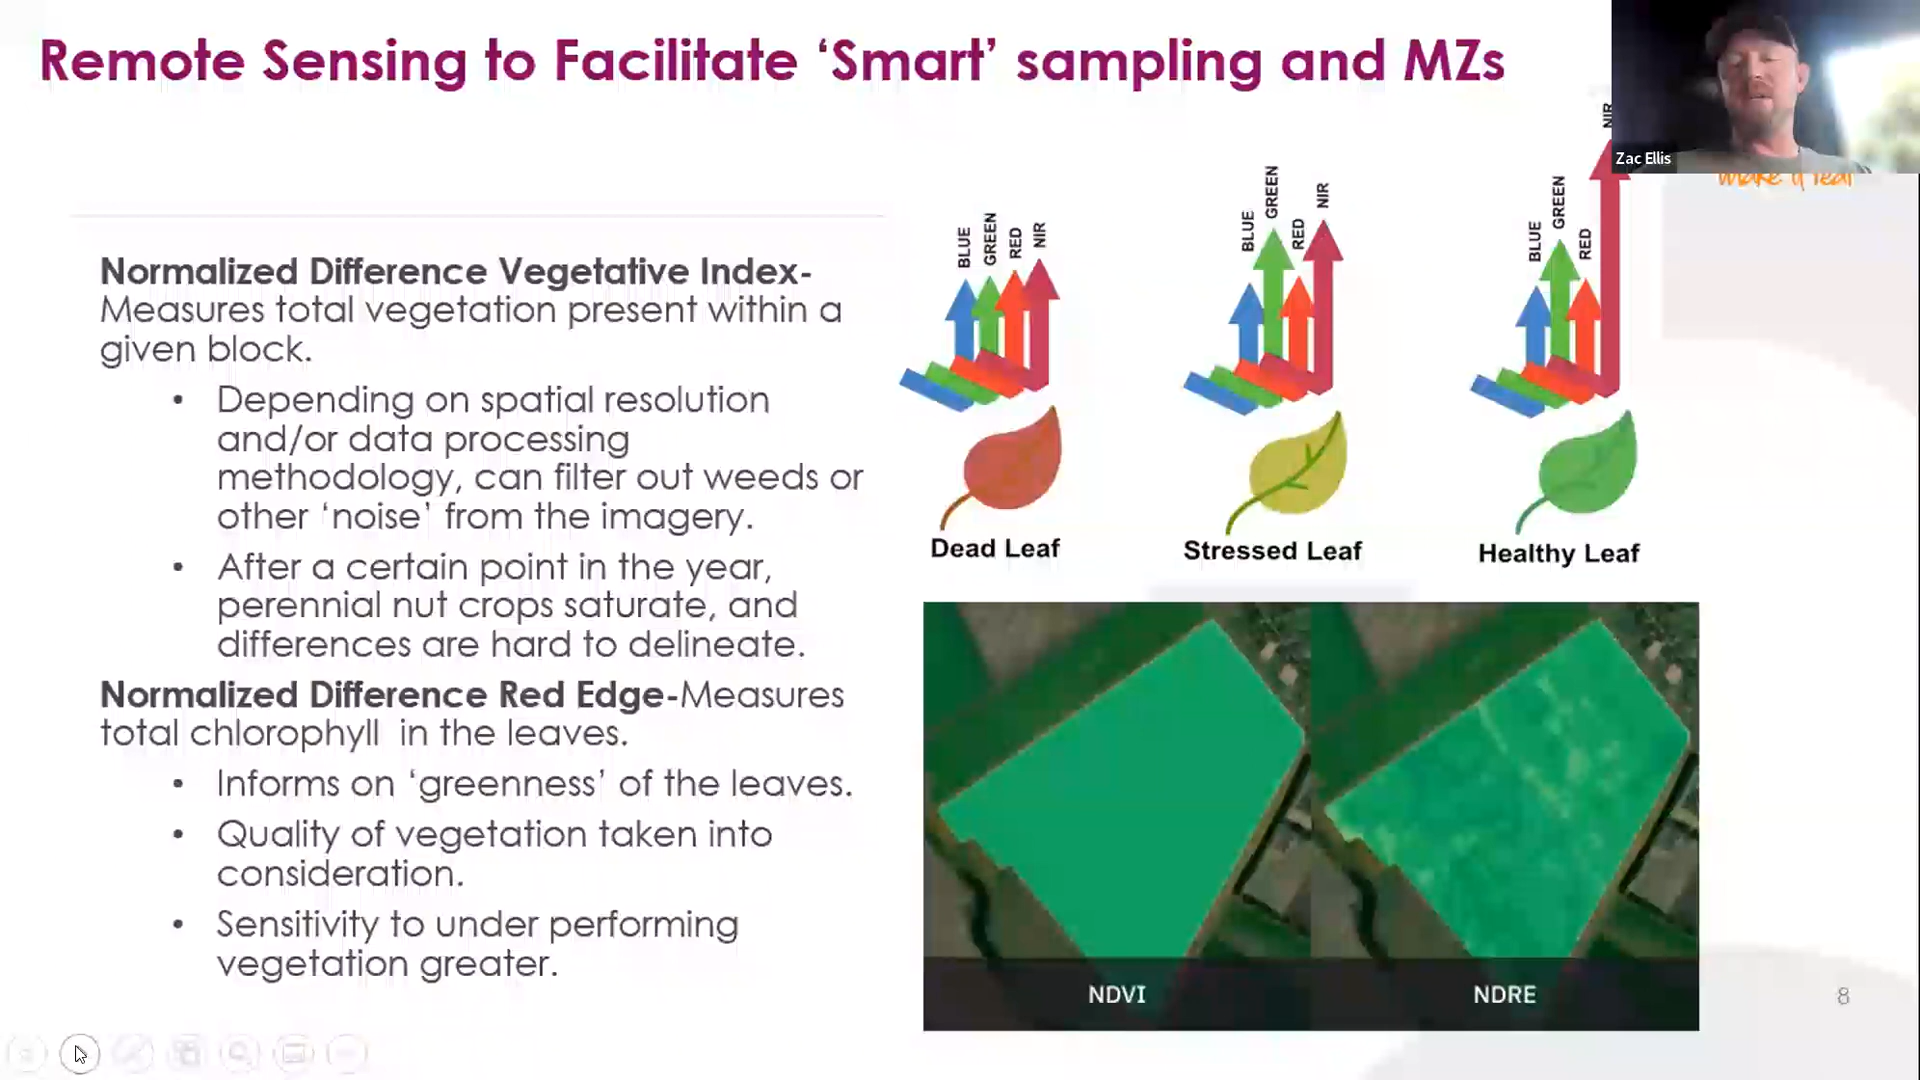 Remote Sensing to Facilitate ‘Smart’ sampling and MZs
Zac Ellis
make it real
Normalized Difference Vegetative Index-
Measures total vegetation present within a
given block.
• Depending on spatial resolution
and/or data processing
methodology, can filter out weeds or
other ‘noise’ from the imagery.
• After a certain point in the year,
perennial nut crops saturate, and
differences are hard to delineate.
Normalized Difference Red Edge-Measures
total chlorophyll in the leaves.
• Informs on ‘greenness’ of the leaves.
• Quality of vegetation taken into
consideration.
• Sensitivity to under performing
vegetation greater.
BLUE GREEN RED NIR
Dead Leaf
BLUE GREEN RED NIR
Stressed Leaf
BLUE GREEN RED NIR
Healthy Leaf
NDVI
NDRE
8